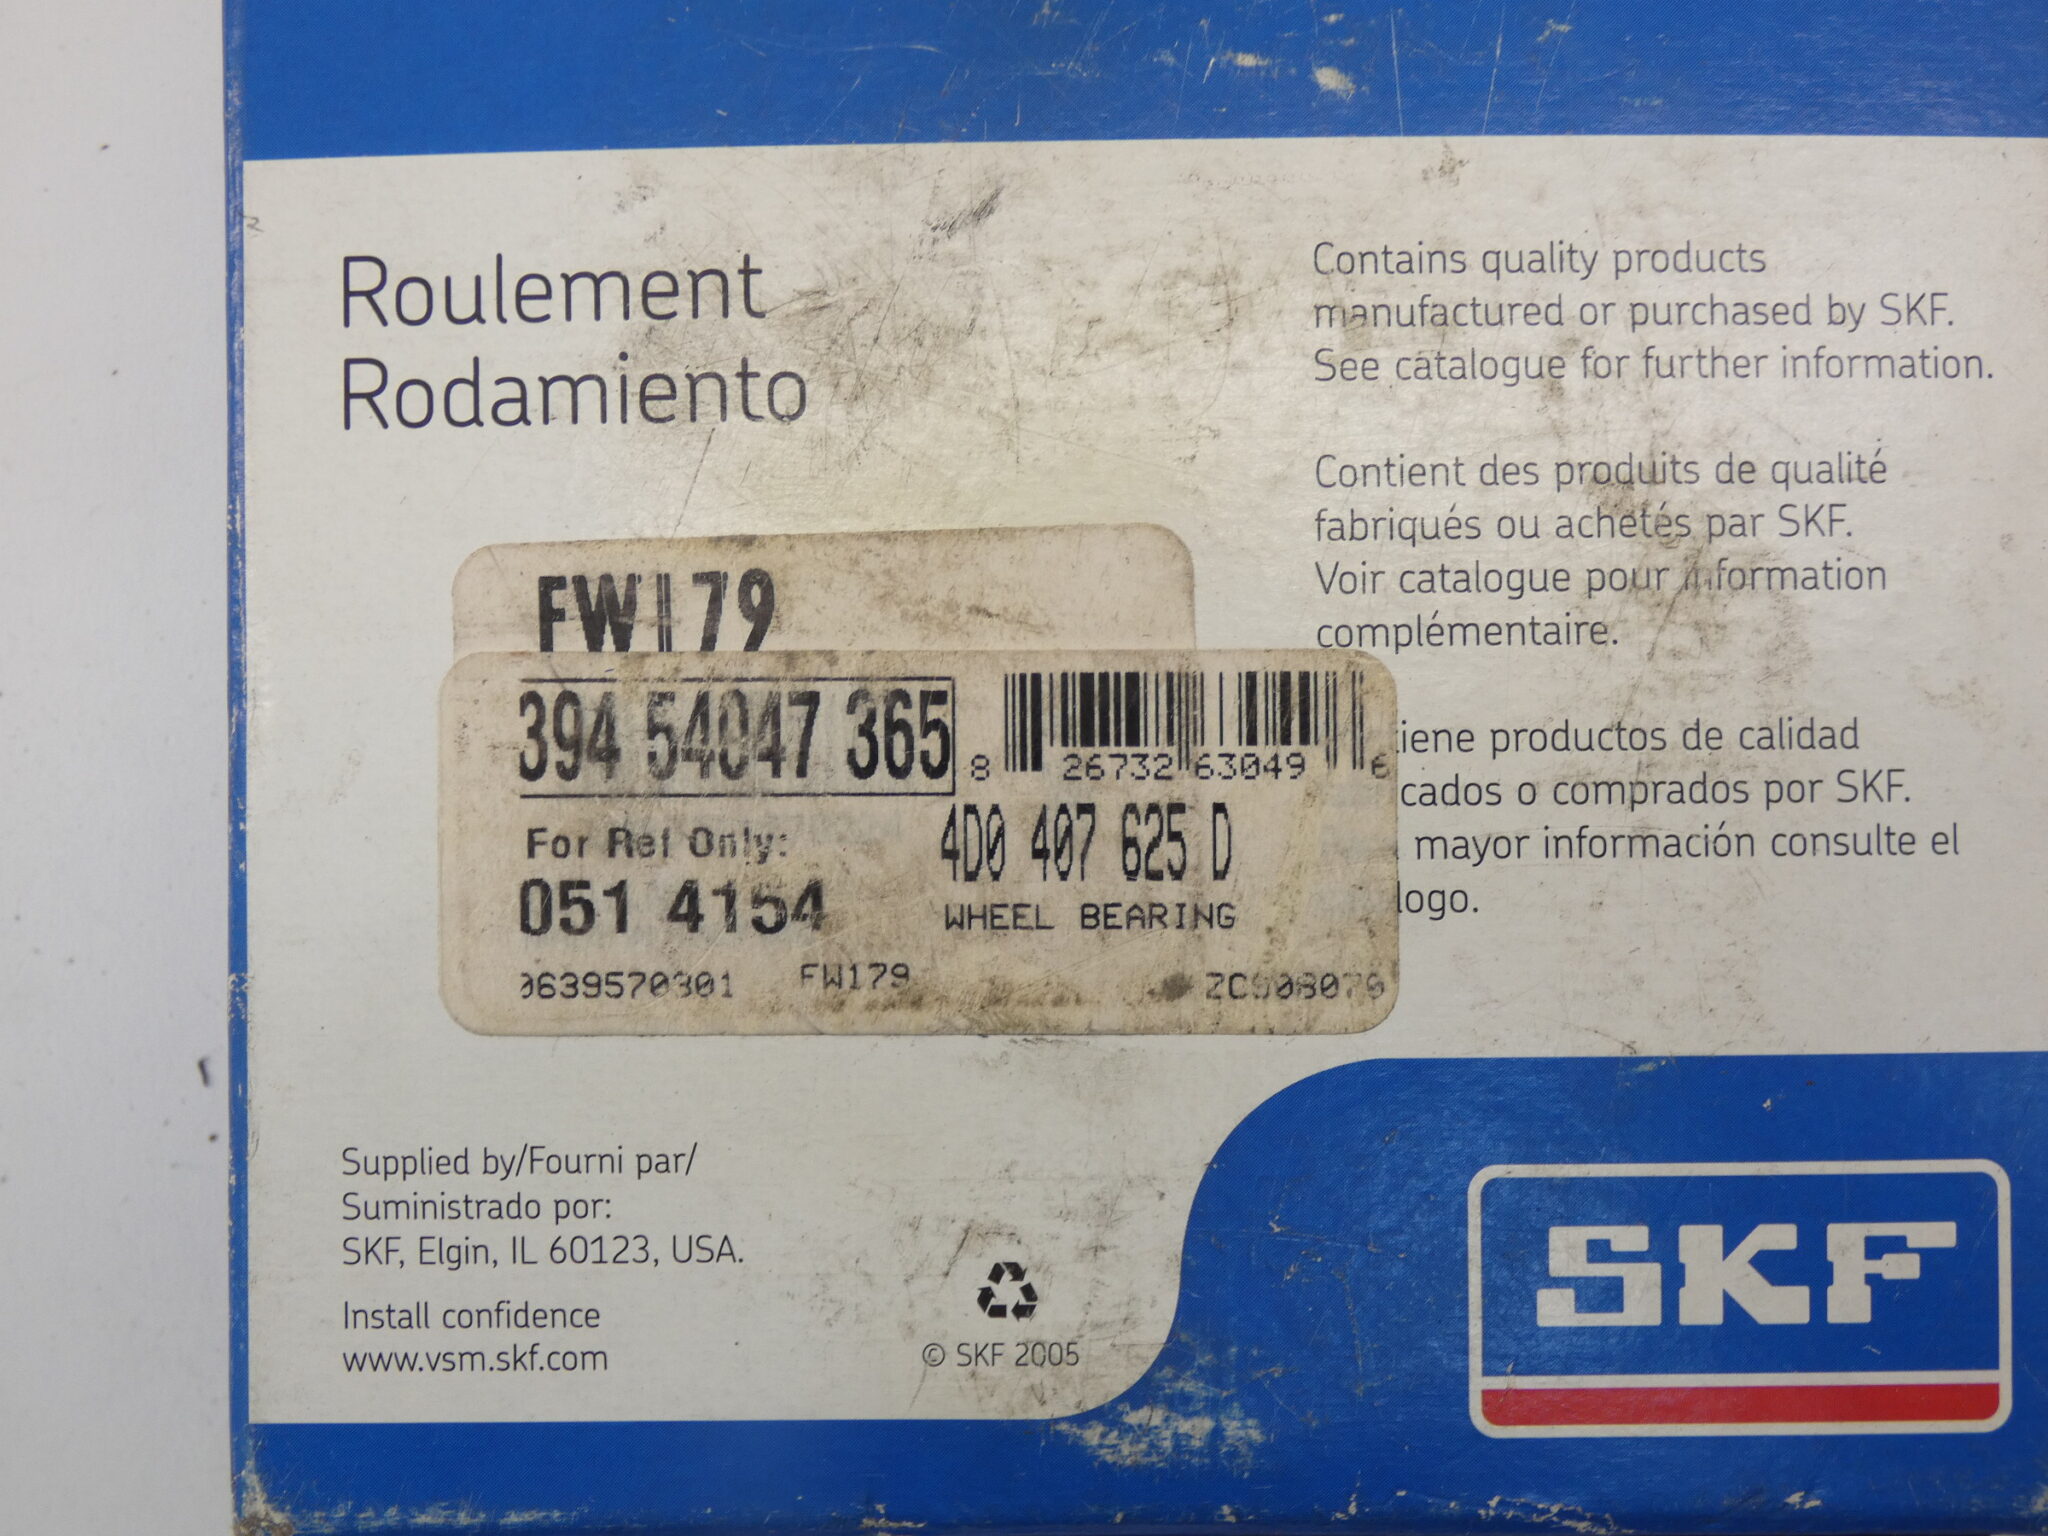 Roulement
Rodamiento
Contains quality products
manufactured or purchased by SKF.
See catalogue for further information.
Contient des produits de qualité
fabriqués ou achetés par SKF.
Voir catalogue pour information
complémentaire.
tiene productos de calidad
cados o comprados por SKF.
mayor información consulte el
logo.
FW179
394 54047 365
8 26732 63049 6
For Ref Only:
4D0 407 625 D
051 4154
WHEEL BEARING
0639570301 FW179
Supplied by/Fourni par/
Suministrado por:
SKF, Elgin, IL 60123, USA.
Install confidence
www.vsm.skf.com
© SKF 2005
SKF